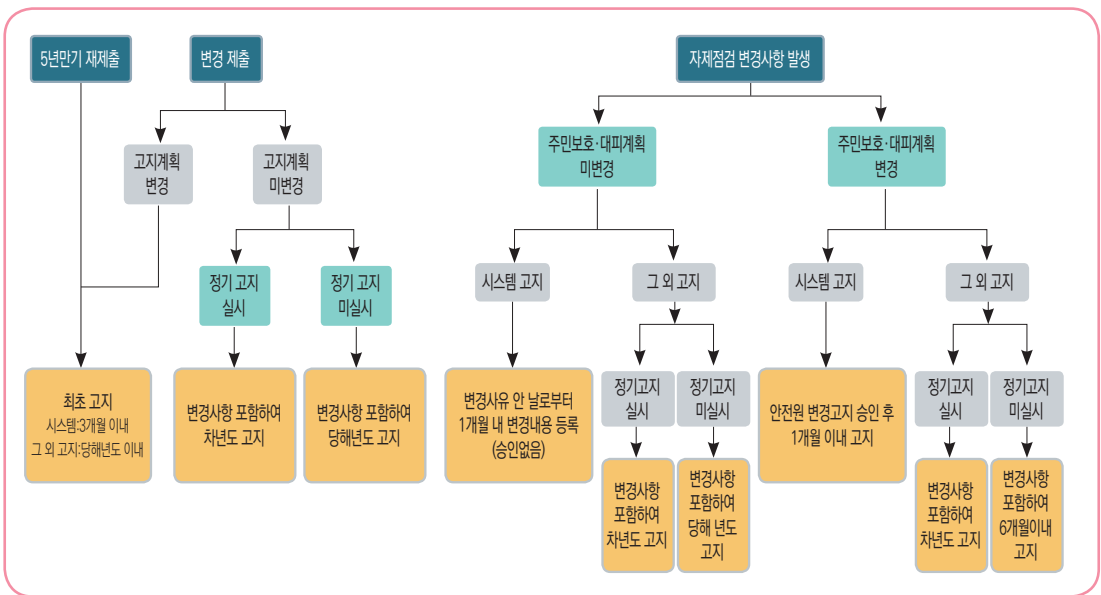 5년만기 재제출
변경 제출
자제점검 변경사항 발생
고지계획
변경
고지계획
미변경
주민보호·대피계획
미변경
주민보호·대피계획
변경
정기 고지
실시
정기 고지
미실시
시스템 고지
그 외 고지
시스템 고지
그 외 고지
최초 고지
시스템:3개월 이내
그 외 고지:당해년도 이내
변경사항 포함하여
차년도 고지
변경사항 포함하여
당해년도 고지
변경사유 안 날로부터
1개월 내 변경내용 등록
(승인없음)
정기고지
실시
정기고지
미실시
안전원 변경고지 승인 후
1개월 이내 고지
정기고지
실시
정기고지
미실시
변경사항
포함하여
차년도 고지
변경사항
포함하여
당해 년도
고지
변경사항
포함하여
차년도 고지
변경사항
포함하여
6개월이내
고지